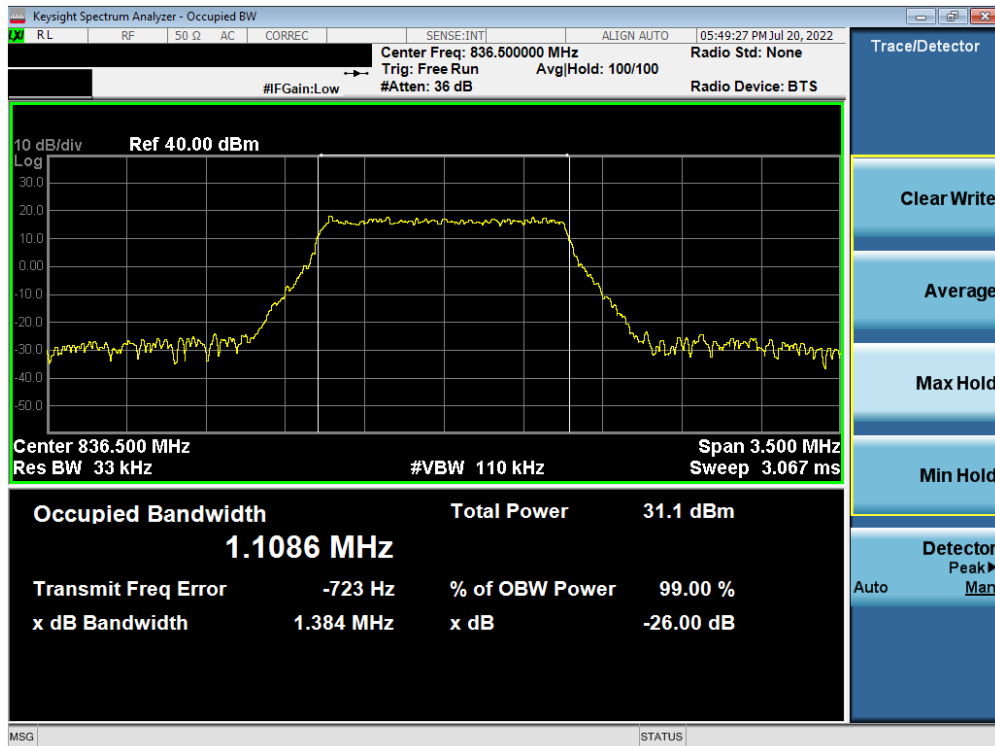 Keysight Spectrum Analyzer - Occupied BW
LXI RL RF 50 Ω AC CORREC SENSE:INT ALIGN AUTO 05:49:27 PM Jul 20, 2022
Center Freq: 836.500000 MHz Radio Std: None
Trig: Free Run Avg|Hold: 100/100
#IFGain:Low #Atten: 36 dB Radio Device: BTS
Trace/Detector
10 dB/div Ref 40.00 dBm
Log
30.0
20.0
10.0
0.00
-10.0
-20.0
-30.0
-40.0
-50.0
Center 836.500 MHz Span 3.500 MHz
Res BW 33 kHz #VBW 110 kHz Sweep 3.067 ms
Occupied Bandwidth Total Power 31.1 dBm
1.1086 MHz
Transmit Freq Error -723 Hz % of OBW Power 99.00 %
x dB Bandwidth 1.384 MHz x dB -26.00 dB
Clear Write
Average
Max Hold
Min Hold
Detector
Peak▶
Auto Man
MSG STATUS